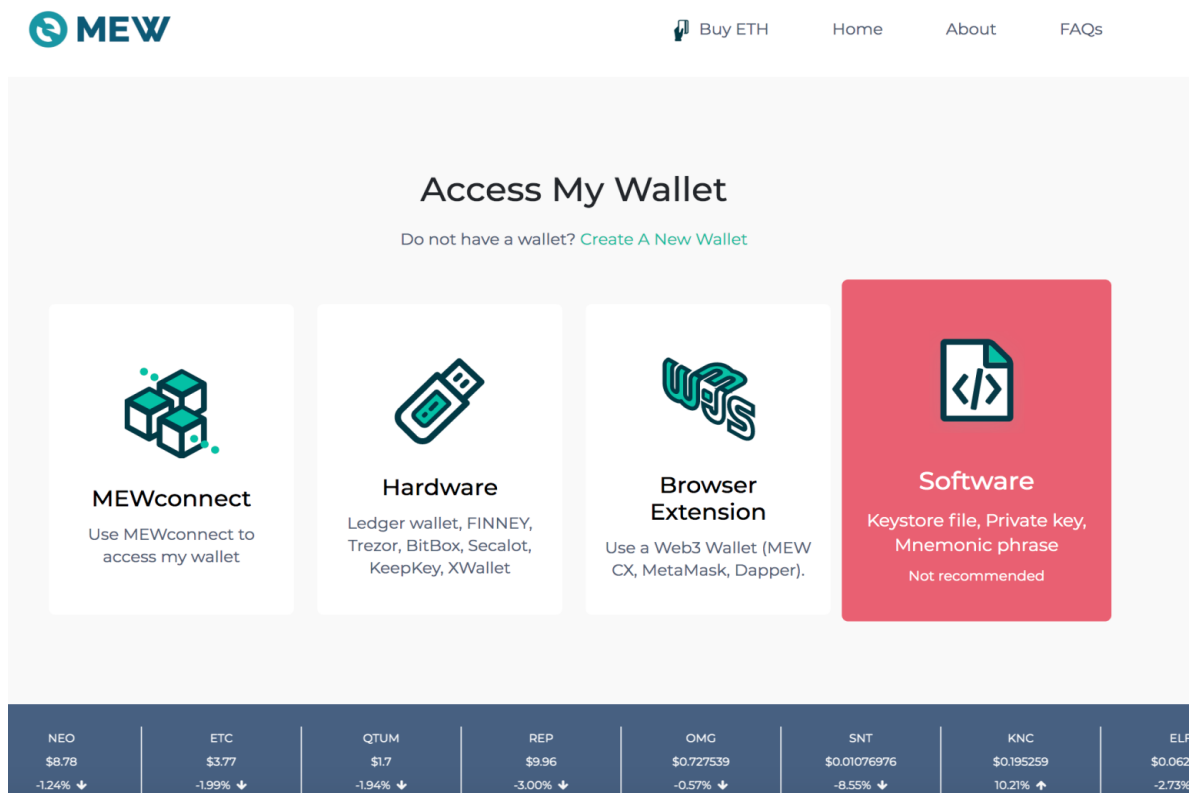 MEW
Buy ETH
Home
About
FAQs
Access My Wallet
Do not have a wallet? Create A New Wallet
MEWconnect
Use MEWconnect to
access my wallet
Hardware
Ledger wallet, FINNEY,
Trezor, BitBox, Secalot,
KeepKey, XWallet
Browser
Extension
Use a Web3 Wallet (MEW
CX, MetaMask, Dapper).
Software
Keystore file, Private key,
Mnemonic phrase
Not recommended
NEO
$8.78
-1.24%
ETC
$3.77
-1.99%
QTUM
$1.7
-1.94%
REP
$9.96
-3.00%
OMG
$0.727539
-0.57%
SNT
$0.01076976
-8.55%
KNC
$0.195259
10.21%
$0.062
-2.73%